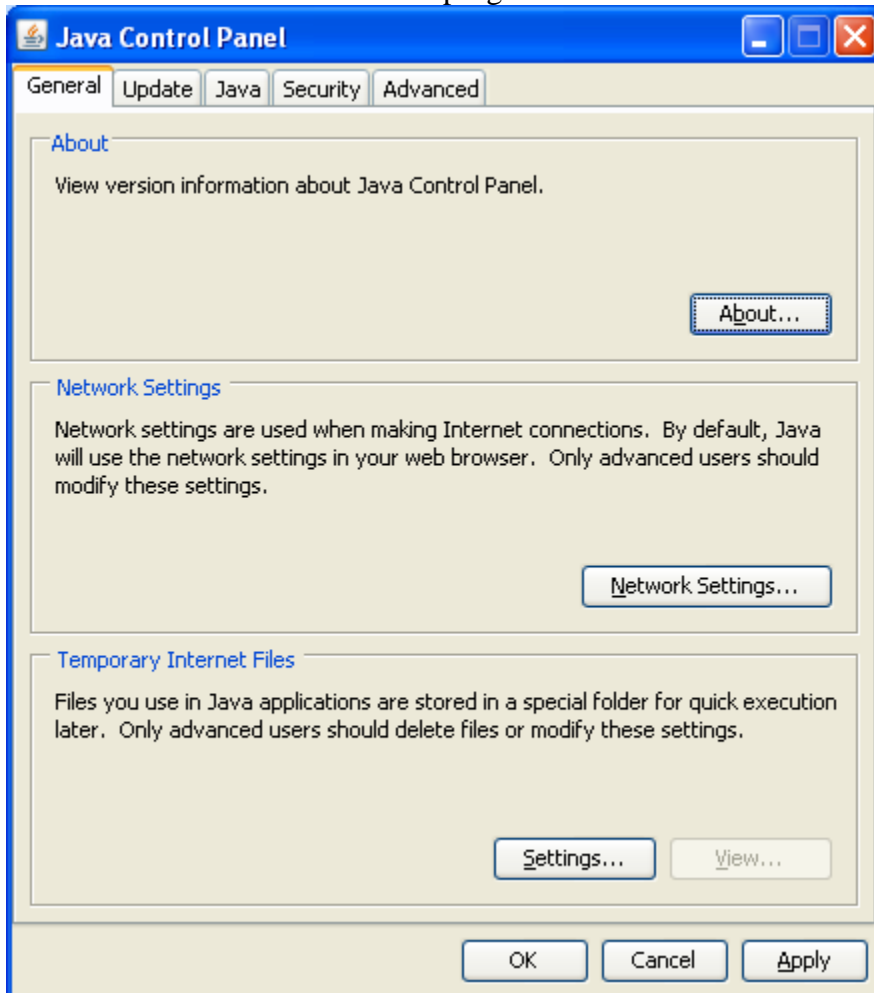 Java Control Panel
General Update Java Security Advanced
About
View version information about Java Control Panel.
About...
Network Settings
Network settings are used when making Internet connections.  By default, Java
will use the network settings in your web browser.  Only advanced users should
modify these settings.
Network Settings...
Temporary Internet Files
Files you use in Java applications are stored in a special folder for quick execution
later.  Only advanced users should delete files or modify these settings.
Settings... View...
OK Cancel Apply